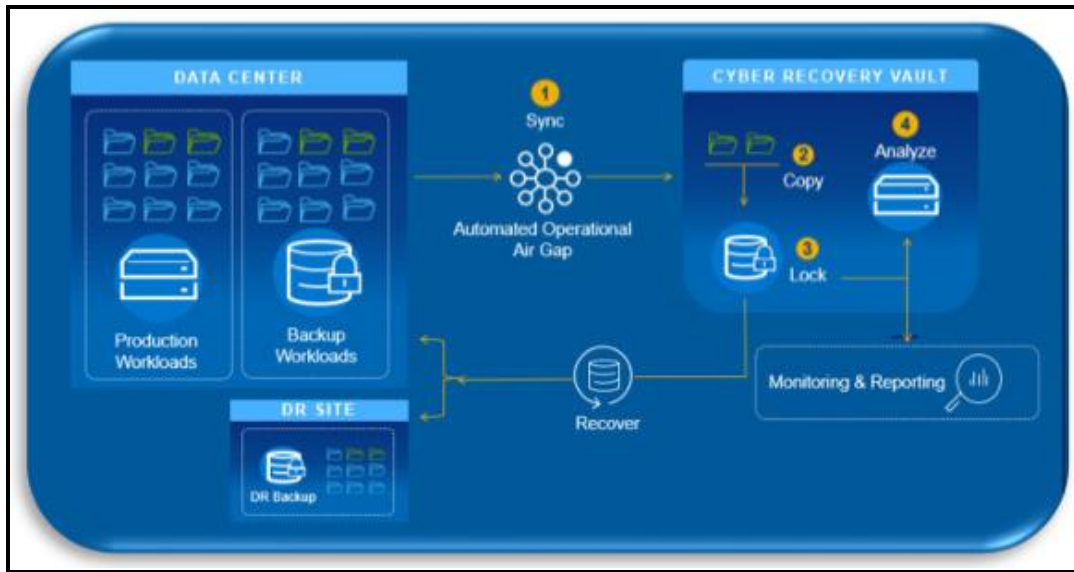 DATA CENTER
Production
Workloads
Backup
Workloads
DR SITE
DR Backup
1
Sync
Automated Operational
Air Gap
Recover
CYBER RECOVERY VAULT
2
Copy
3
Lock
4
Analyze
Monitoring & Reporting